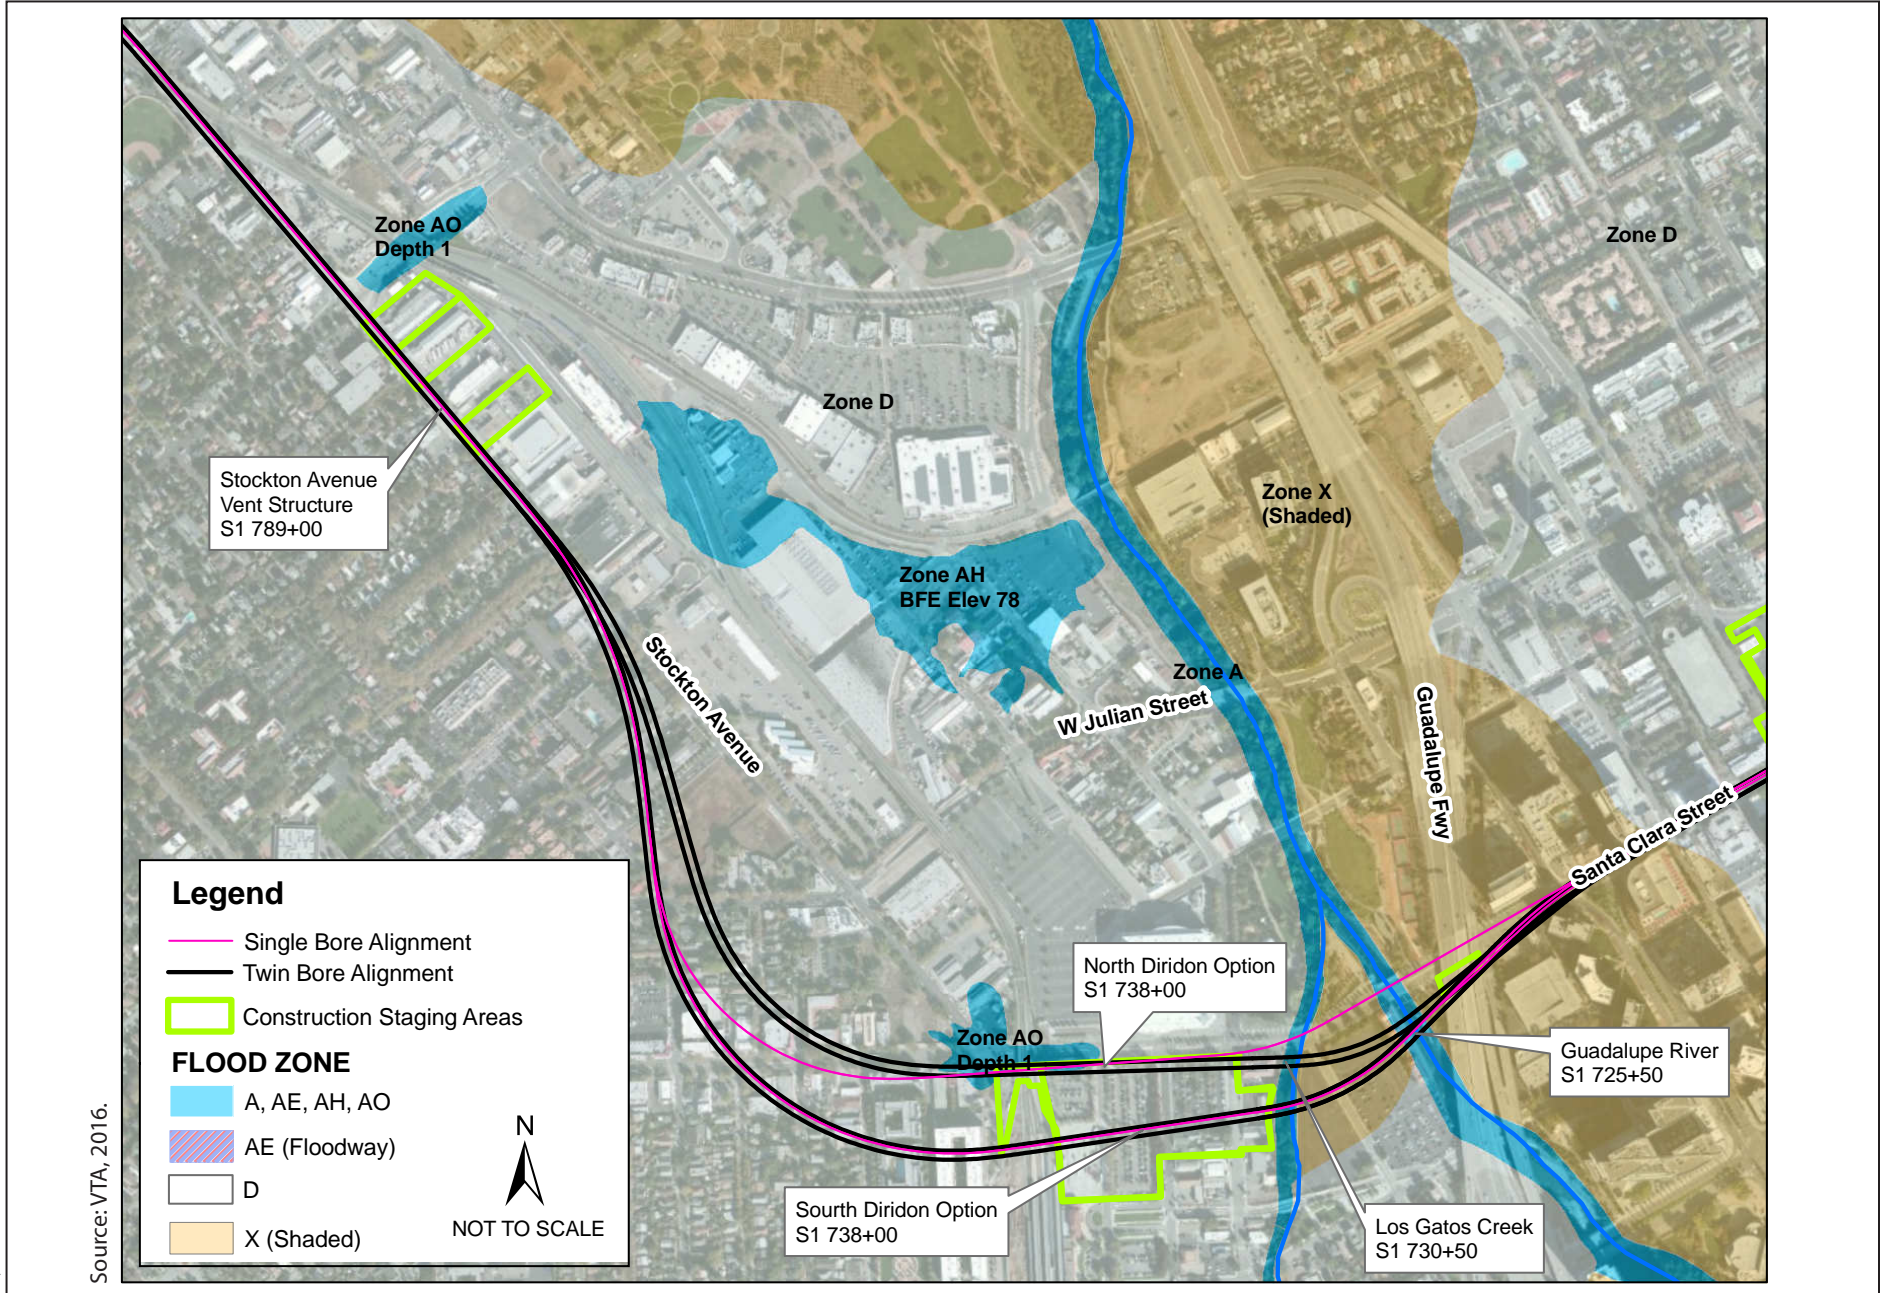 Zone AO
Depth 1
Zone D
Zone D
Stockton Avenue
Vent Structure
S1 789+00
Zone X
(Shaded)
Zone AH
BFE Elev 78
Stockton Avenue
Zone A
W Julian Street
Guadalupe Fwy
Santa Clara Street
North Diridon Option
S1 738+00
Zone AO
Depth 1
Guadalupe River
S1 725+50
Sourth Diridon Option
S1 738+00
Los Gatos Creek
S1 730+50
Legend
Single Bore Alignment
Twin Bore Alignment
Construction Staging Areas
FLOOD ZONE
A, AE, AH, AO
AE (Floodway)
D
X (Shaded)
N
NOT TO SCALE
Source: VTA, 2016.